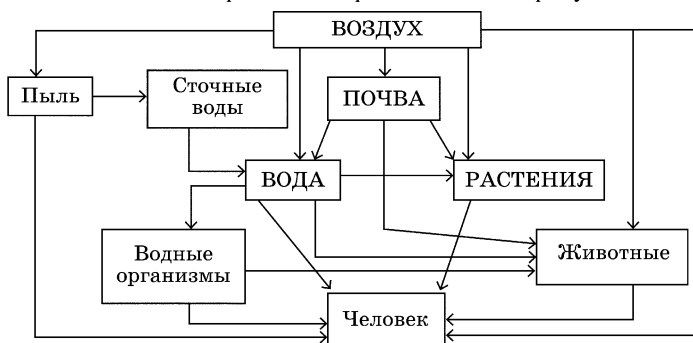 ВОЗДУХ
Пыль
Сточные
воды
ПОЧВА
ВОДА
РАСТЕНИЯ
Водные
организмы
Животные
Человек